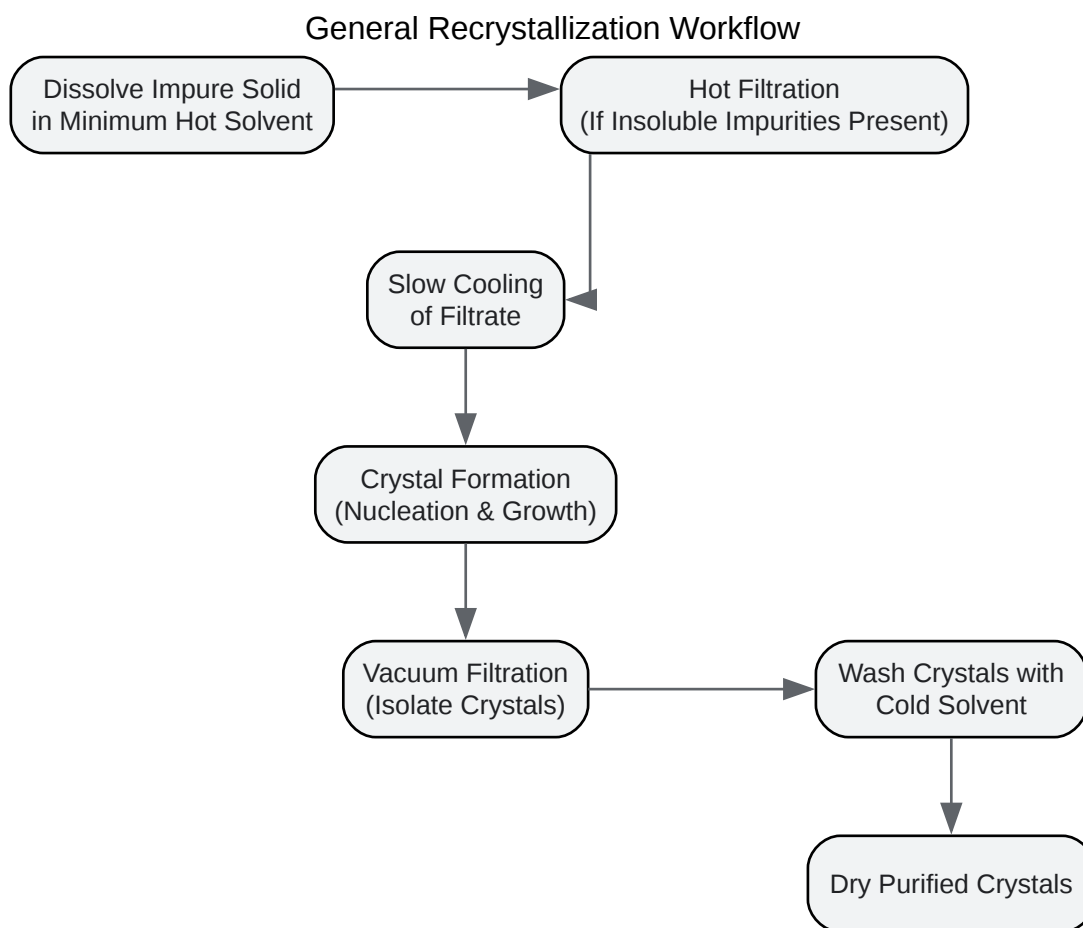 General Recrystallization Workflow
Dissolve Impure Solid
in Minimum Hot Solvent
Hot Filtration
(If Insoluble Impurities Present)
Slow Cooling
of Filtrate
Crystal Formation
(Nucleation & Growth)
Vacuum Filtration
(Isolate Crystals)
Wash Crystals with
Cold Solvent
Dry Purified Crystals